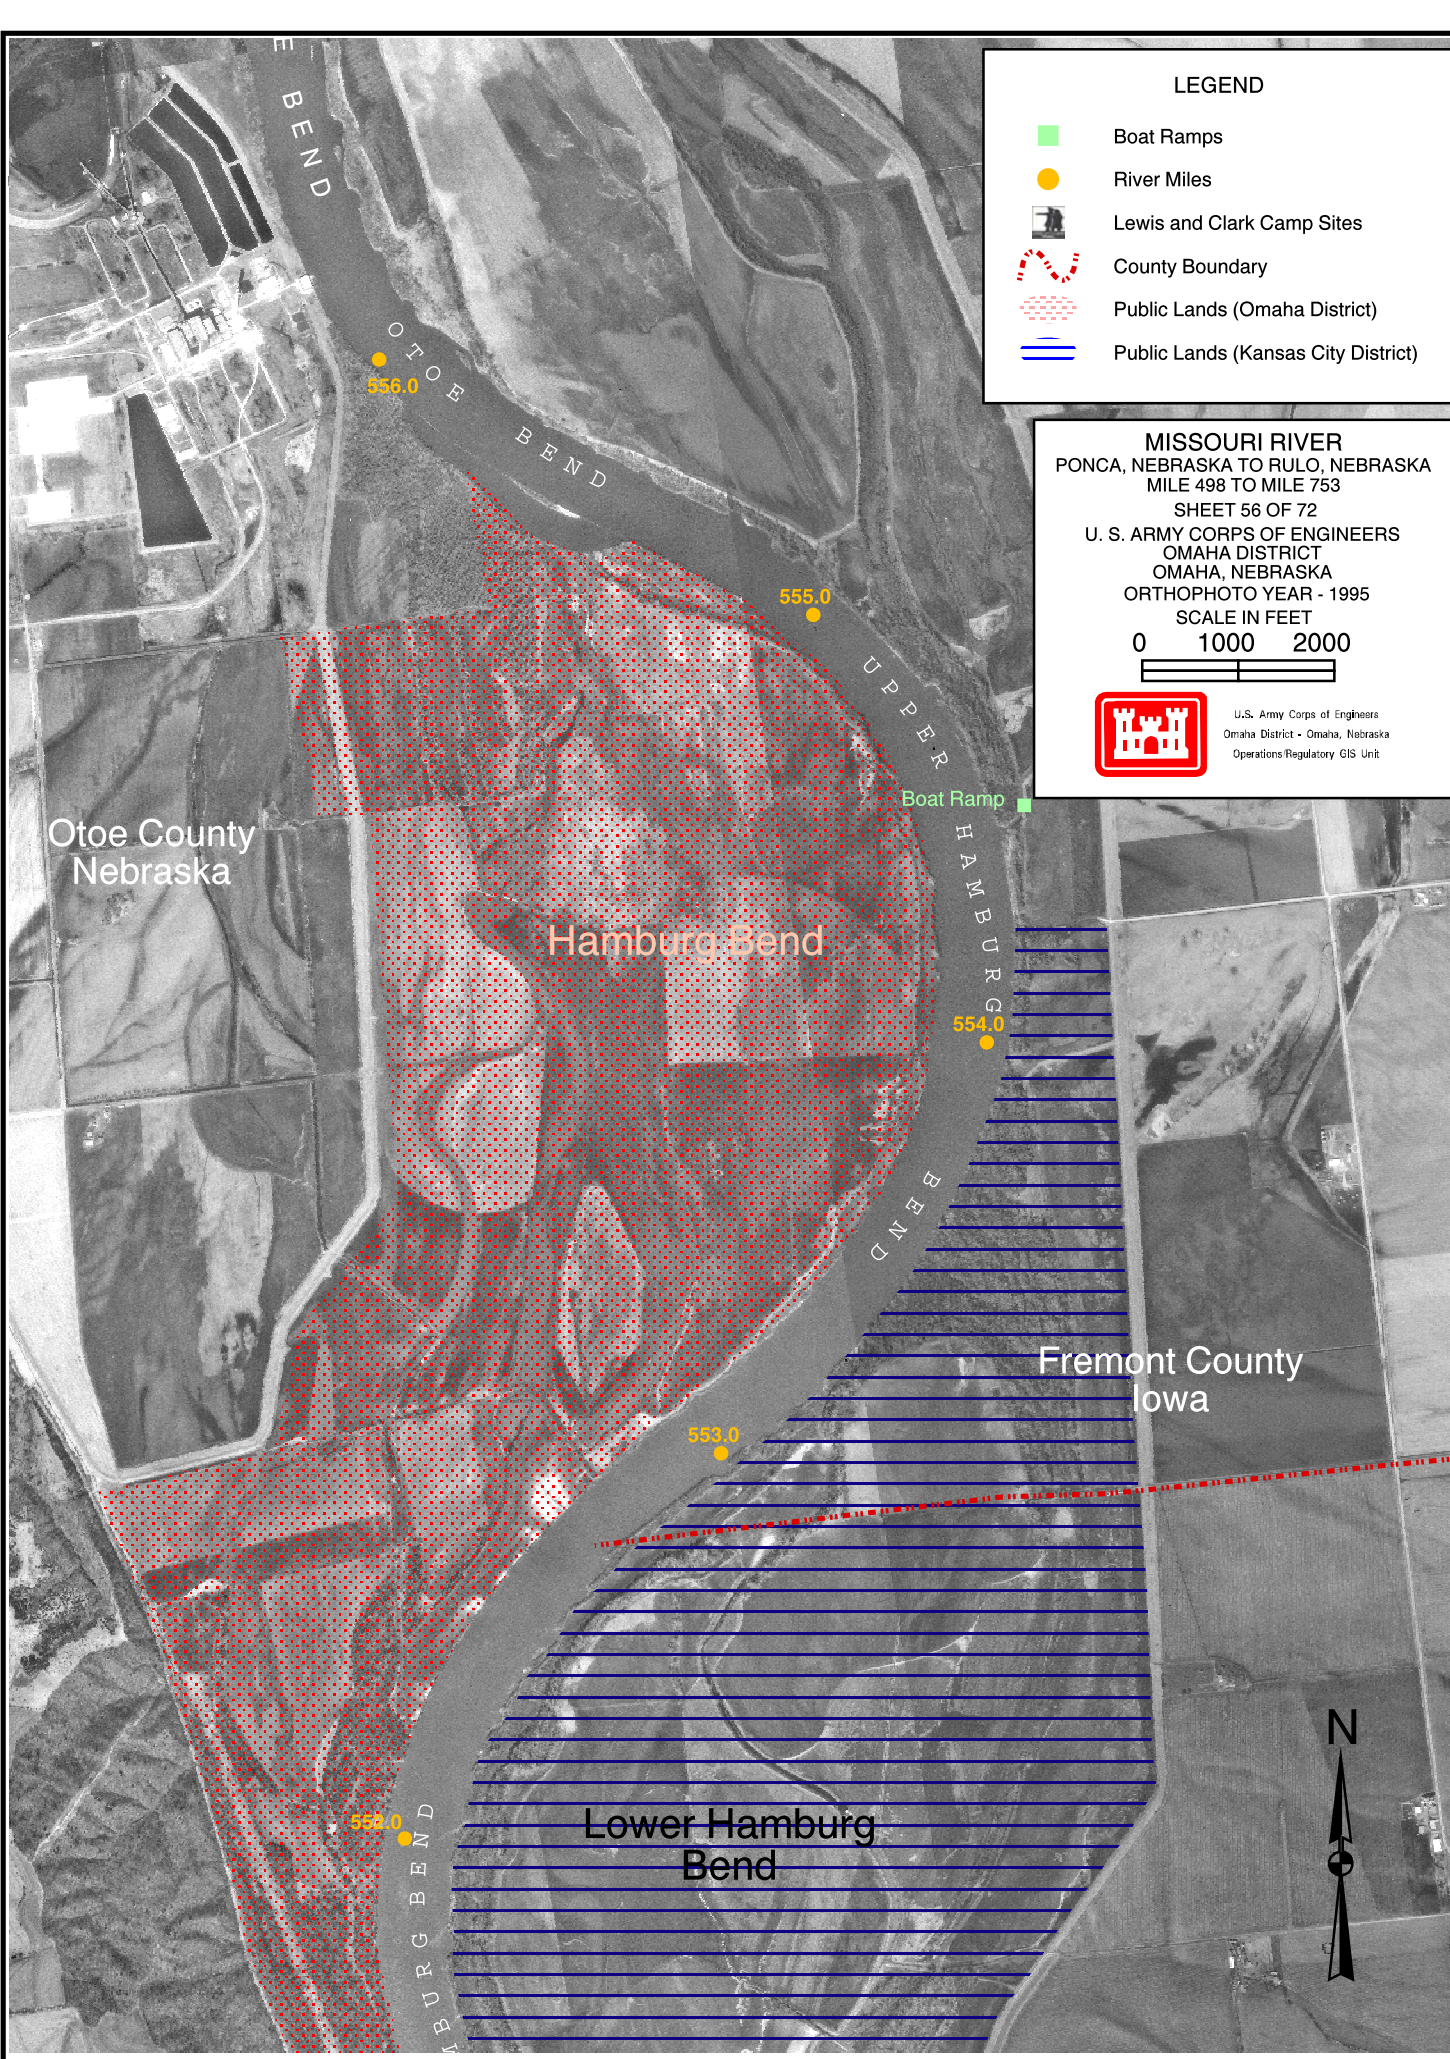 E BEND
LEGEND
Boat Ramps
River Miles
Lewis and Clark Camp Sites
County Boundary
Public Lands (Omaha District)
Public Lands (Kansas City District)
MISSOURI RIVER
PONCA, NEBRASKA TO RULO, NEBRASKA
MILE 498 TO MILE 753
SHEET 56 OF 72
U. S. ARMY CORPS OF ENGINEERS
OMAHA DISTRICT
OMAHA, NEBRASKA
ORTHOPHOTO YEAR - 1995
SCALE IN FEET
0 1000 2000
U.S. Army Corps of Engineers
Omaha District - Omaha, Nebraska
Operations/Regulatory GIS Unit
OTOE BEND
556.0
555.0
UPPER HAMBURG BEND
Boat Ramp
Otoe County
Nebraska
Hamburg Bend
554.0
Fremont County
Iowa
553.0
N
552.0
Lower Hamburg
Bend
MBURG BEND